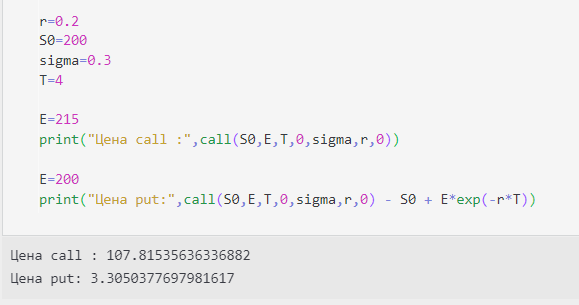 r=0.2
S0=200
sigma=0.3
T=4
E=215
print("Цена call :",call(S0,E,T,0,sigma,r,0))
E=200
print("Цена put:",call(S0,E,T,0,sigma,r,0) - S0 + E*exp(-r*T))
Цена call : 107.81535636336882
Цена put: 3.3050377697981617